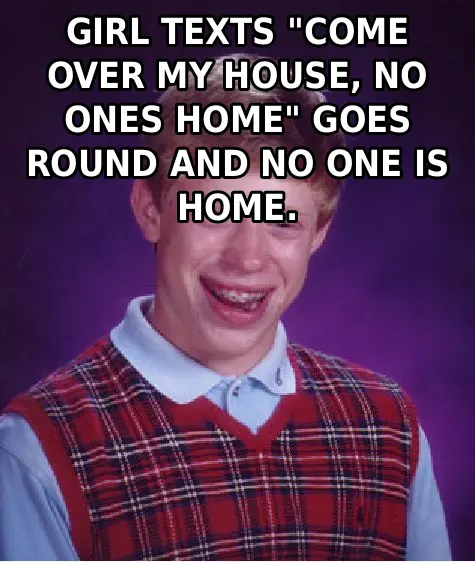 GIRL TEXTS "COME
OVER MY HOUSE, NO
ONES HOME" GOES
ROUND AND NO ONE IS
HOME.